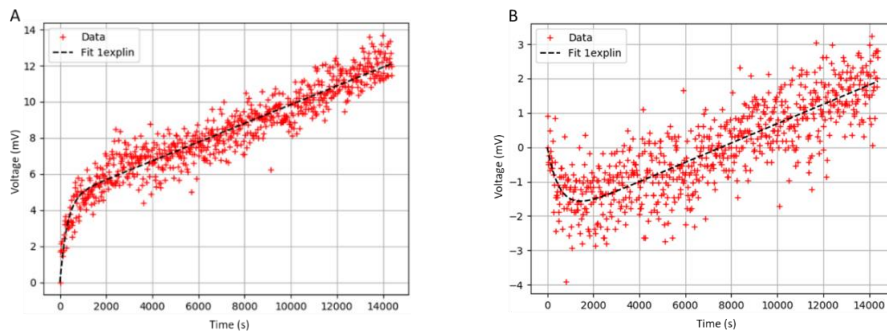 A
14
12
10
8
6
4
2
0
Voltage (mV)
Data
Fit 1explin
0 2000 4000 6000 8000 10000 12000 14000
Time (s)
B
3
2
1
0
−1
−2
−3
−4
Voltage (mV)
Data
Fit 1explin
0 2000 4000 6000 8000 10000 12000 14000
Time (s)